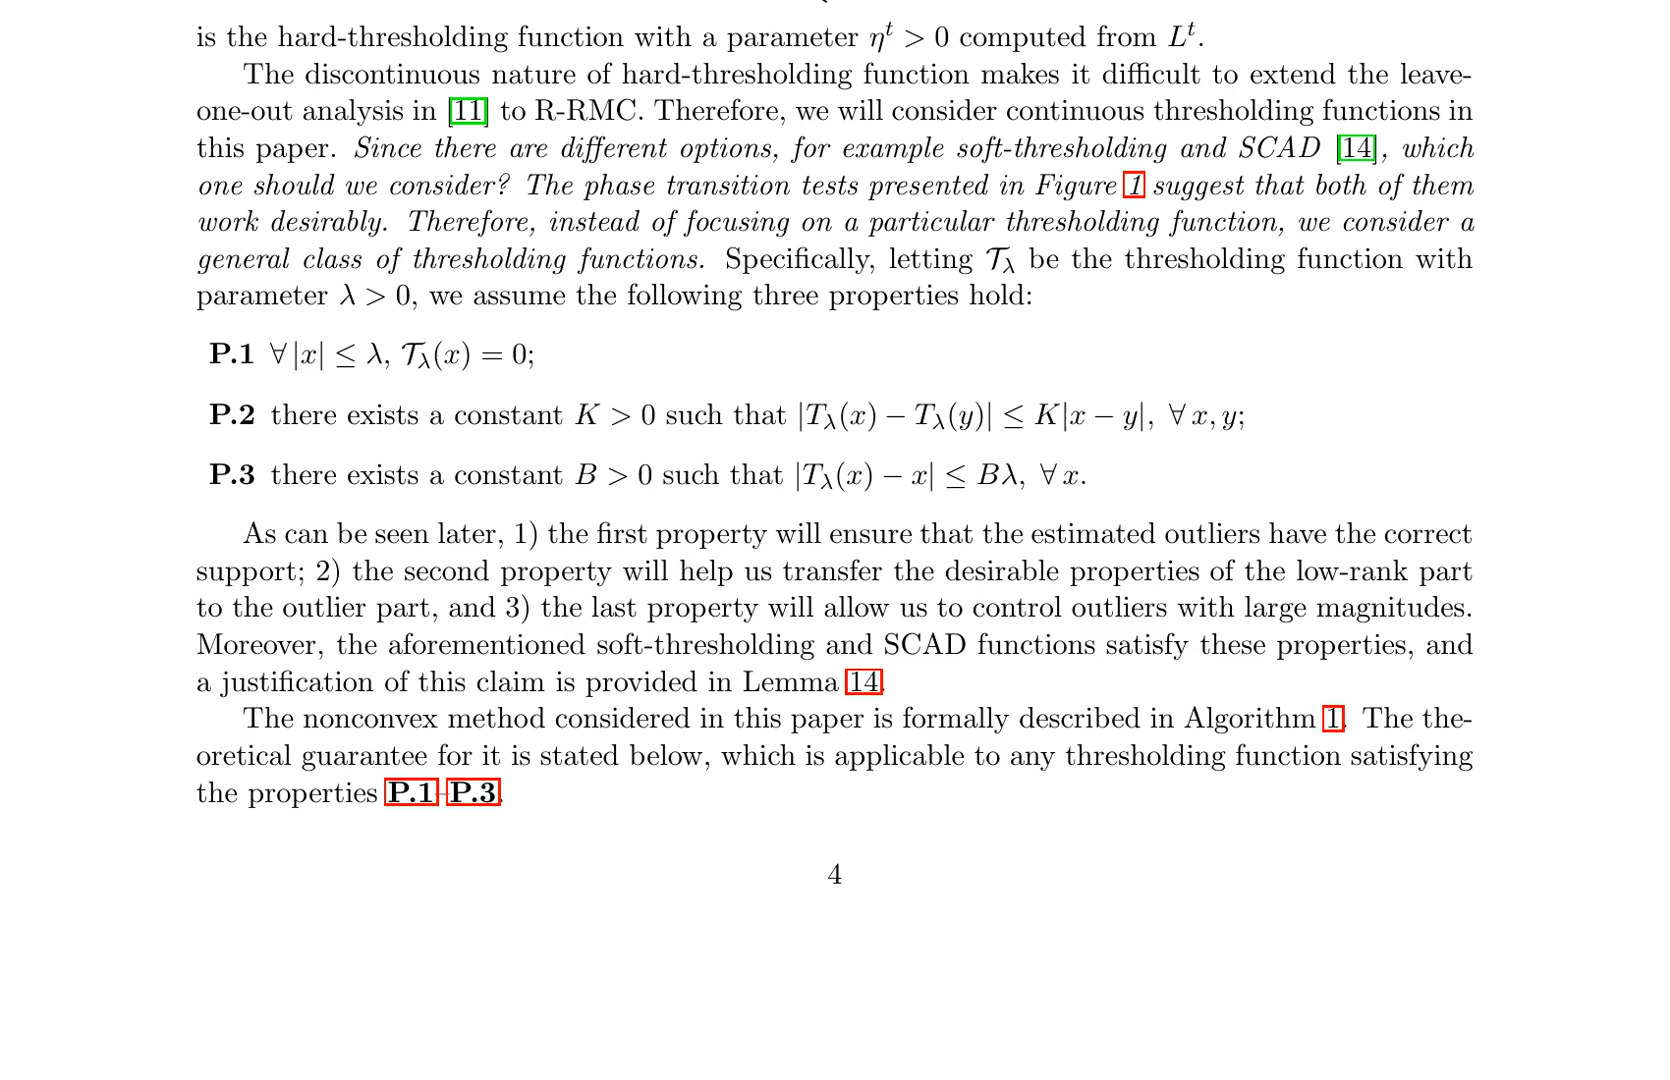 is the hard-thresholding function with a parameter η^t > 0 computed from L^t.
The discontinuous nature of hard-thresholding function makes it difficult to extend the leave-
one-out analysis in [11] to R-RMC. Therefore, we will consider continuous thresholding functions in
this paper. Since there are different options, for example soft-thresholding and SCAD [14], which
one should we consider? The phase transition tests presented in Figure 1 suggest that both of them
work desirably. Therefore, instead of focusing on a particular thresholding function, we consider a
general class of thresholding functions. Specifically, letting 𝒯_λ be the thresholding function with
parameter λ > 0, we assume the following three properties hold:
P.1 ∀ |x| ≤ λ, 𝒯_λ(x) = 0;
P.2 there exists a constant K > 0 such that |T_λ(x) − T_λ(y)| ≤ K|x − y|, ∀ x, y;
P.3 there exists a constant B > 0 such that |T_λ(x) − x| ≤ Bλ, ∀ x.
As can be seen later, 1) the first property will ensure that the estimated outliers have the correct
support; 2) the second property will help us transfer the desirable properties of the low-rank part
to the outlier part, and 3) the last property will allow us to control outliers with large magnitudes.
Moreover, the aforementioned soft-thresholding and SCAD functions satisfy these properties, and
a justification of this claim is provided in Lemma 14.
The nonconvex method considered in this paper is formally described in Algorithm 1. The the-
oretical guarantee for it is stated below, which is applicable to any thresholding function satisfying
the properties P.1–P.3.
4